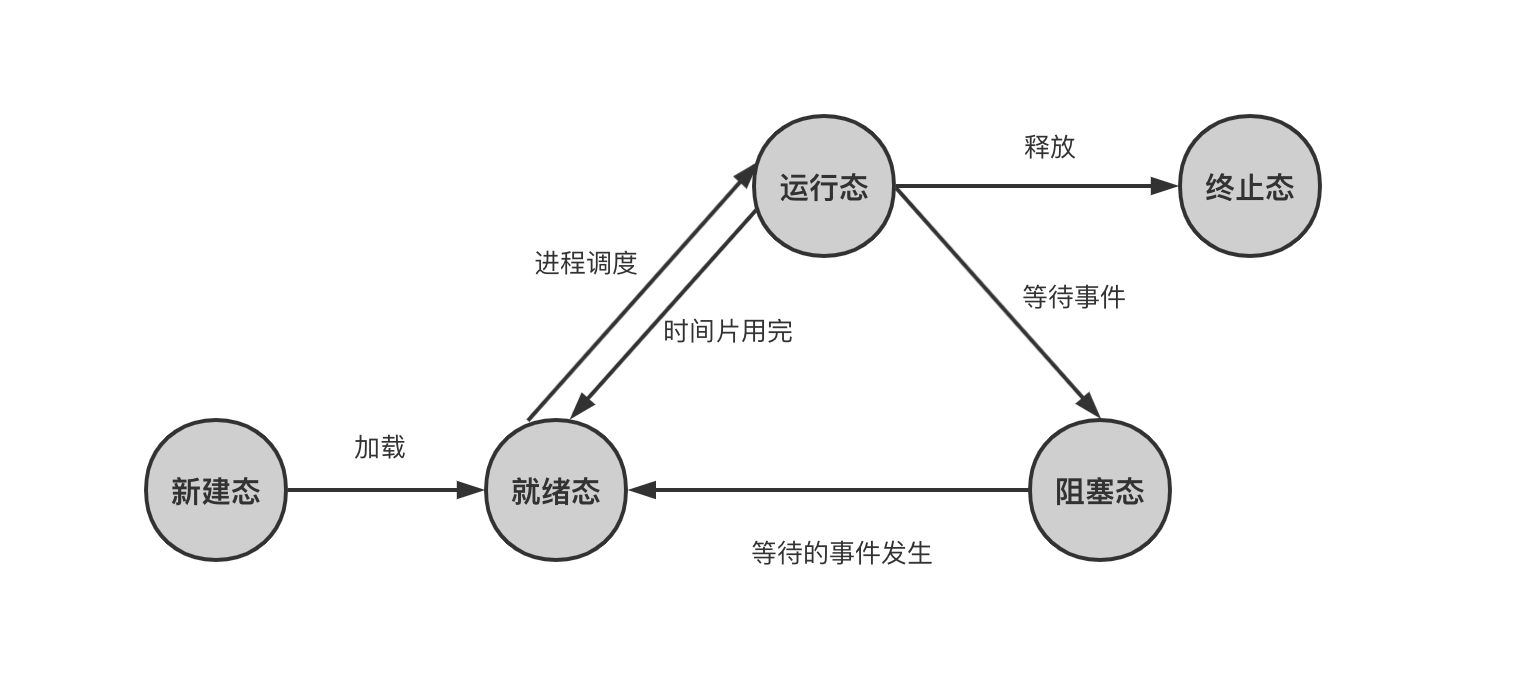 释放
运行态
终止态
进程调度
等待事件
时间片用完
加载
新建态
就绪态
阻塞态
等待的事件发生